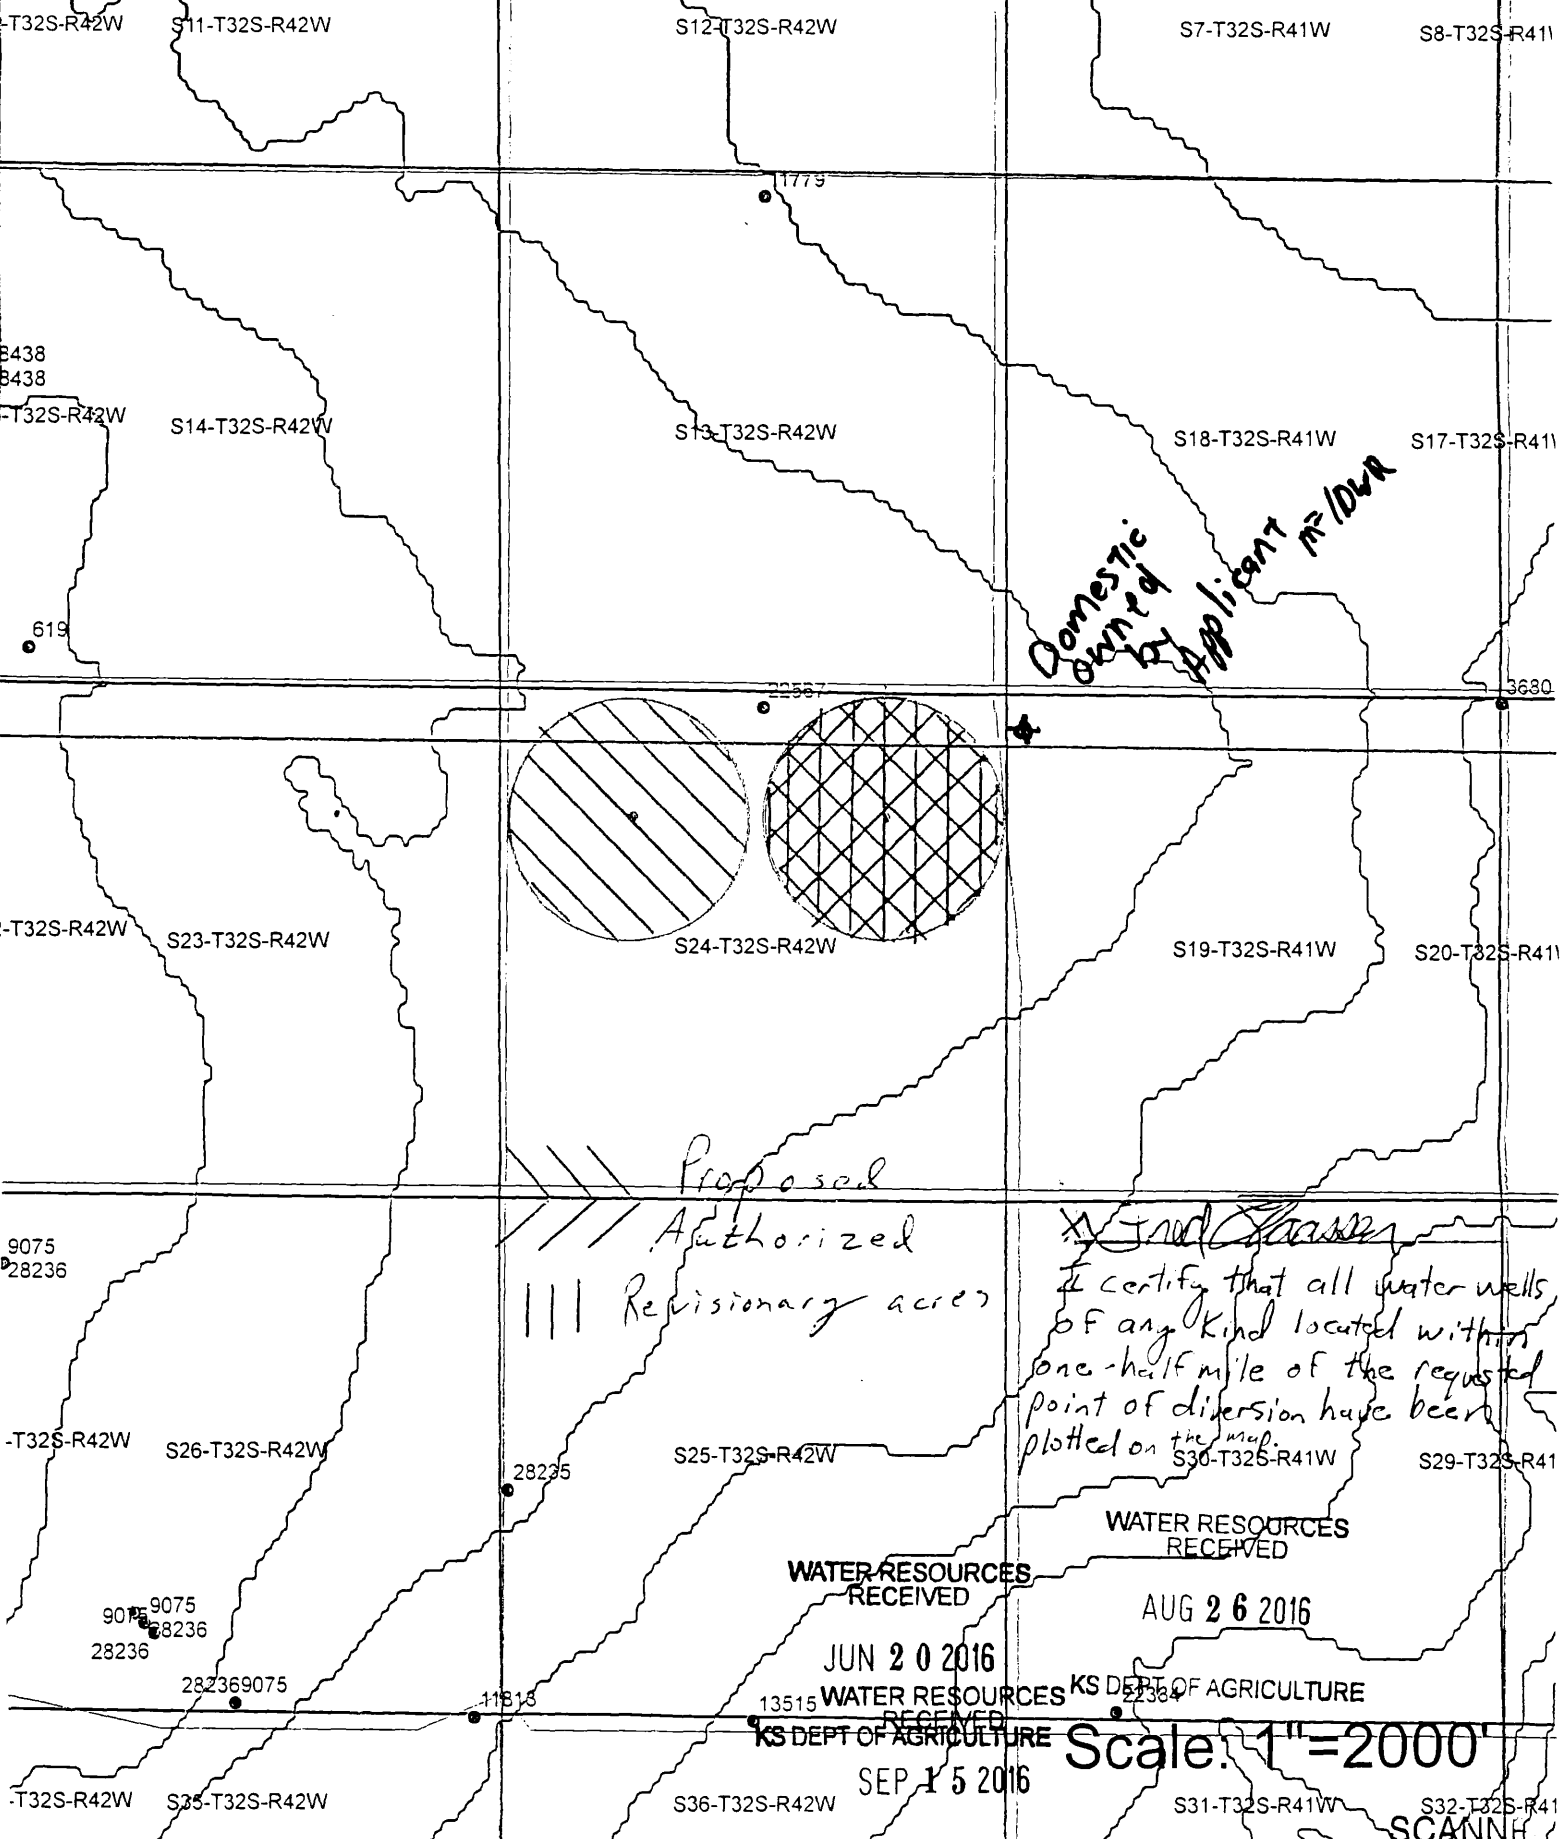 -T32S-R42W S11-T32S-R42W S12-T32S-R42W S7-T32S-R41W S8-T32S-R41
1779
8438
8438
-T32S-R42W S14-T32S-R42W S13-T32S-R42W S18-T32S-R41W S17-T32S-R41
Domestic
owned
by
Applicant
619
22567
3680
-T32S-R42W S23-T32S-R42W S24-T32S-R42W S19-T32S-R41W S20-T32S-R41
Proposed
Authorized
||| Revisionary acres
9075
28236
I certify that all water wells
of any kind located within
one-half mile of the requested
point of diversion have been
plotted on the map.
-T32S-R42W S26-T32S-R42W S25-T32S-R42W S30-T32S-R41W S29-T32S-R41
28235
WATER RESOURCES
RECEIVED
AUG 26 2016
KS DEPT OF AGRICULTURE
WATER RESOURCES
RECEIVED
JUN 20 2016
KS DEPT OF AGRICULTURE
WATER RESOURCES
RECEIVED
SEP 15 2016
9075 9075
28236
28236
282369075
11813
13515
22384
Scale: 1"=2000'
-T32S-R42W S35-T32S-R42W S36-T32S-R42W S31-T32S-R41W S32-T32S-R41